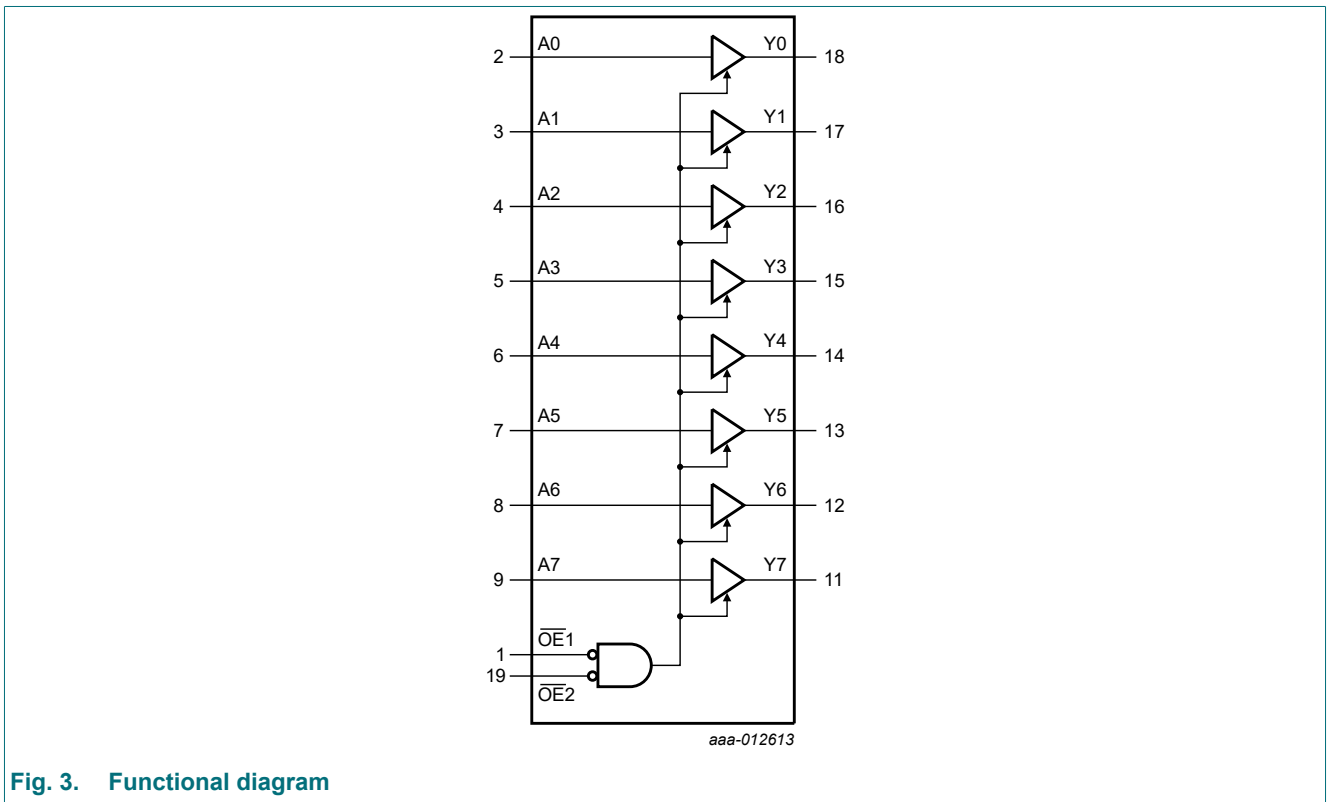 2 A0 Y0 18
3 A1 Y1 17
4 A2 Y2 16
5 A3 Y3 15
6 A4 Y4 14
7 A5 Y5 13
8 A6 Y6 12
9 A7 Y7 11
1 O̅E̅1
19 O̅E̅2
aaa-012613
Fig. 3. Functional diagram